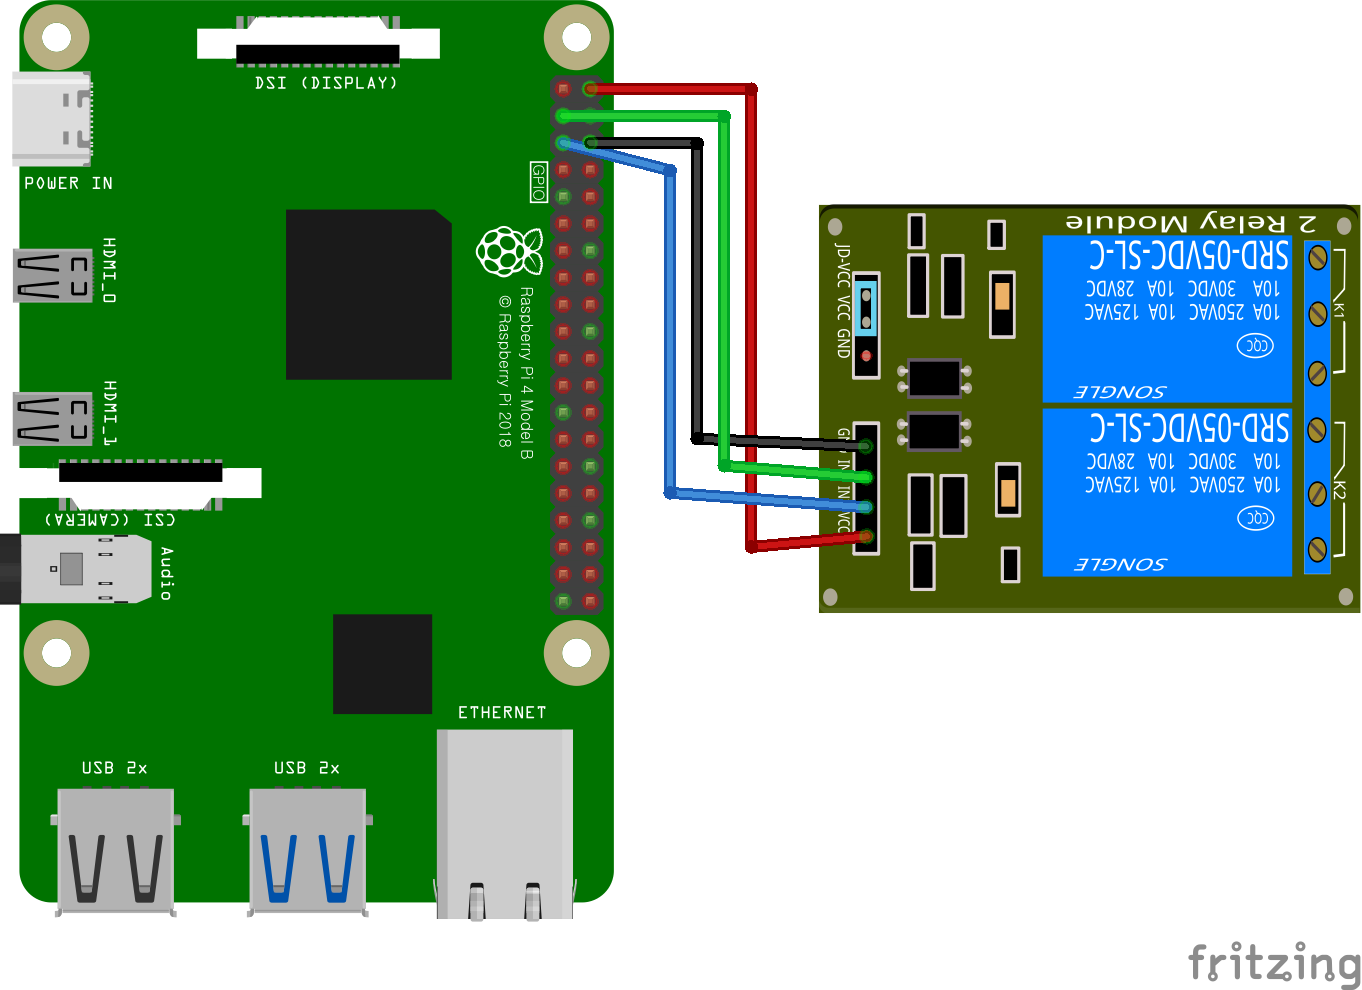 DSI (DISPLAY)
POWER IN
GPIO
HDMI_0
Raspberry Pi 4 Model B
© Raspberry Pi 2018
HDMI_1
CSI (CAMERA)
Audio
ETHERNET
USB 2x
USB 2x
2 Relay Module
JD-VCC VCC GND
SRD-05VDC-SL-C
10A 30VDC 10A 28VDC
10A 250VAC 10A 125VAC
CQC
SONGLE
K1
SRD-05VDC-SL-C
10A 30VDC 10A 28VDC
10A 250VAC 10A 125VAC
CQC
SONGLE
K2
VCC
fritzing